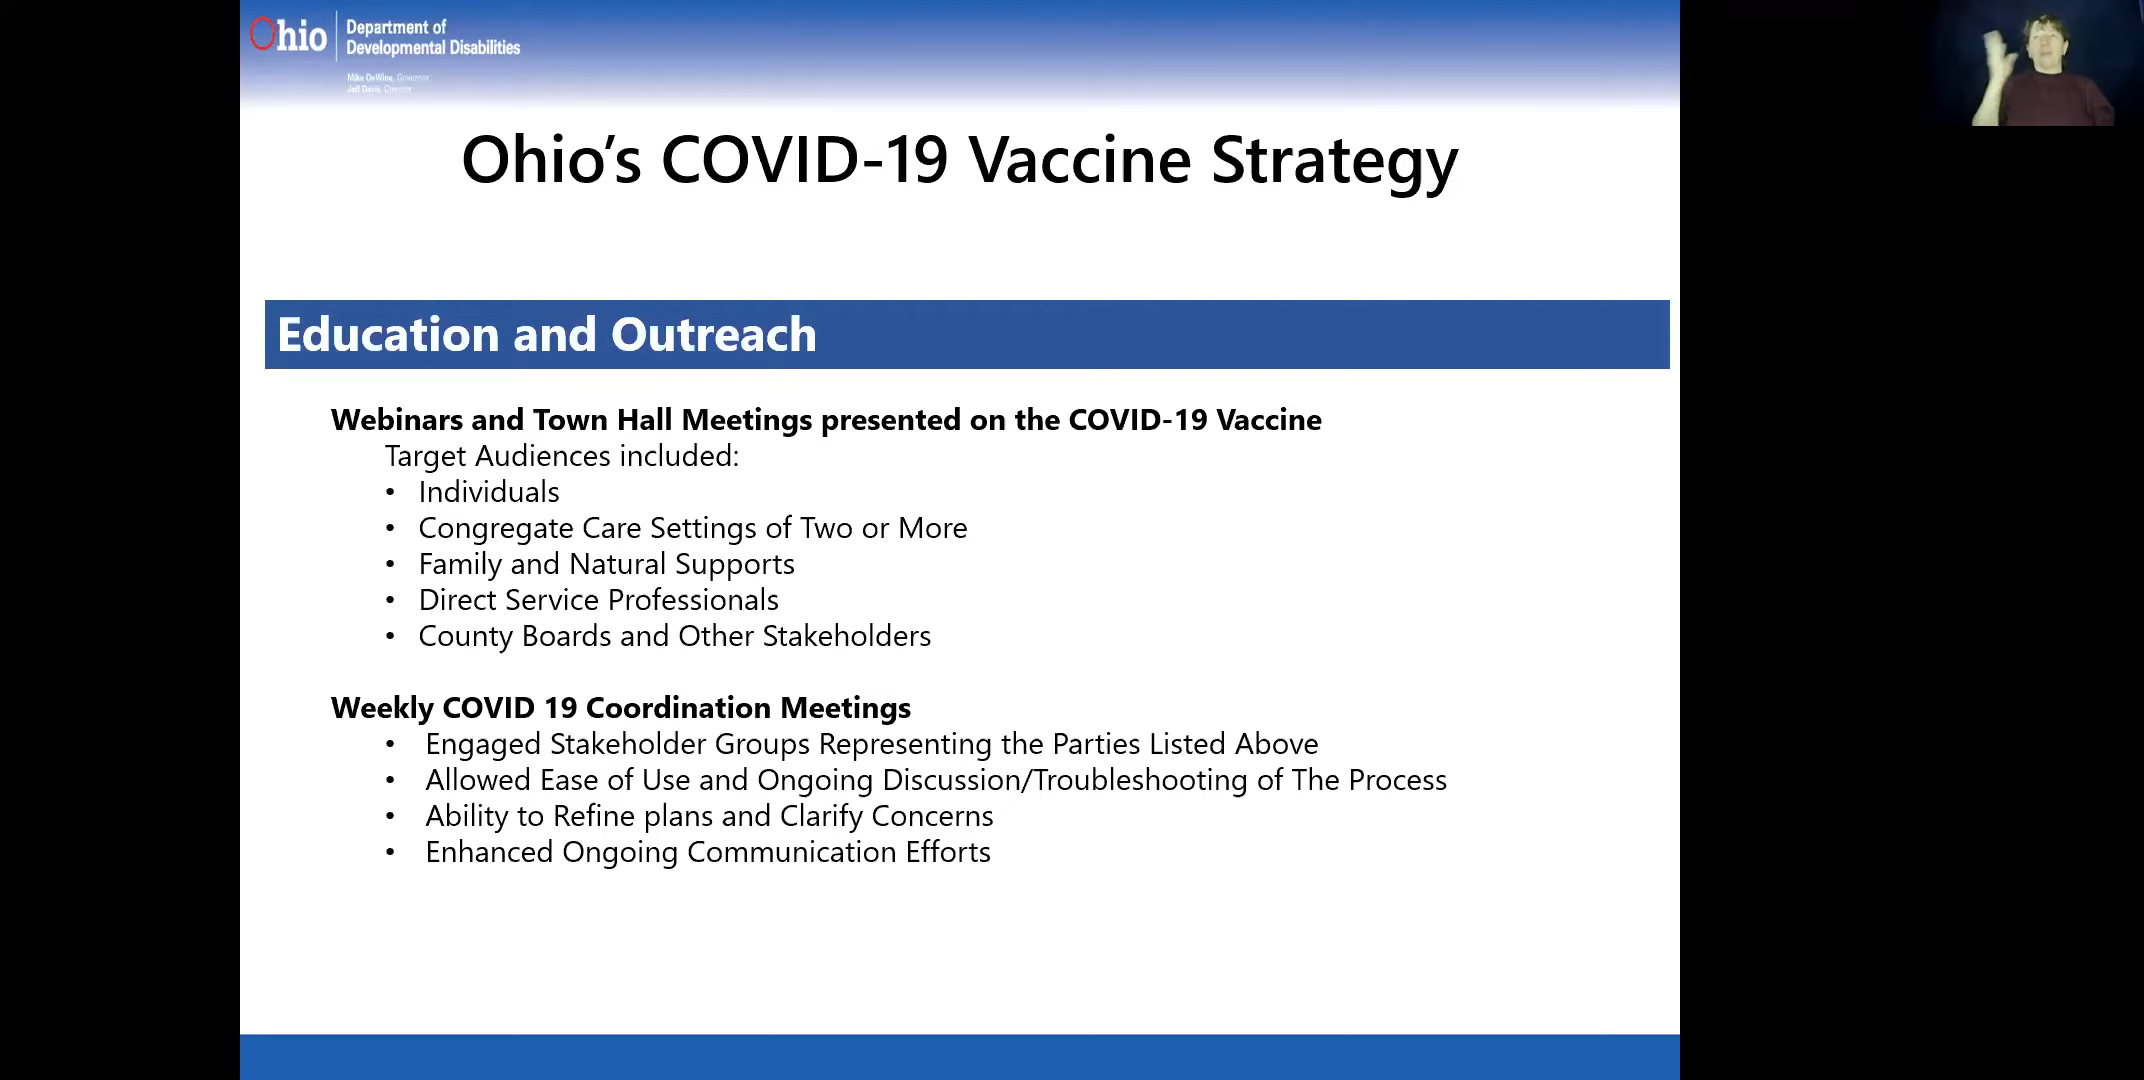 Ohio
Department of
Developmental Disabilities
Mike DeWine, Governor
Jeff Davis, Director
Ohio’s COVID-19 Vaccine Strategy
Education and Outreach
Webinars and Town Hall Meetings presented on the COVID-19 Vaccine
Target Audiences included:
• Individuals
• Congregate Care Settings of Two or More
• Family and Natural Supports
• Direct Service Professionals
• County Boards and Other Stakeholders
Weekly COVID 19 Coordination Meetings
• Engaged Stakeholder Groups Representing the Parties Listed Above
• Allowed Ease of Use and Ongoing Discussion/Troubleshooting of The Process
• Ability to Refine plans and Clarify Concerns
• Enhanced Ongoing Communication Efforts